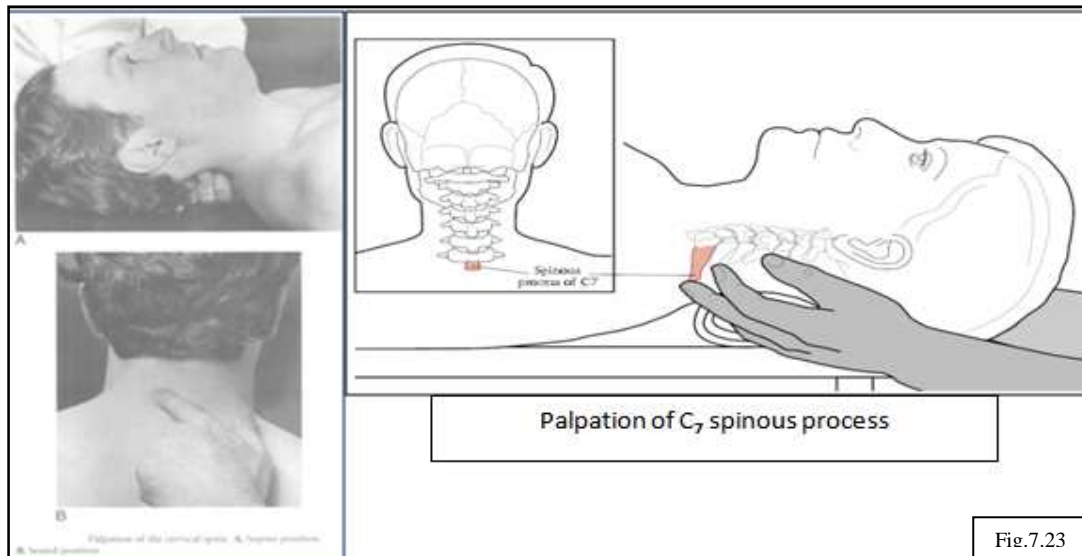 A
B
Palpation of the cervical spine. A, Supine position.
B, Seated position.
Spinous
process of C7
Palpation of C₇ spinous process
Fig.7.23